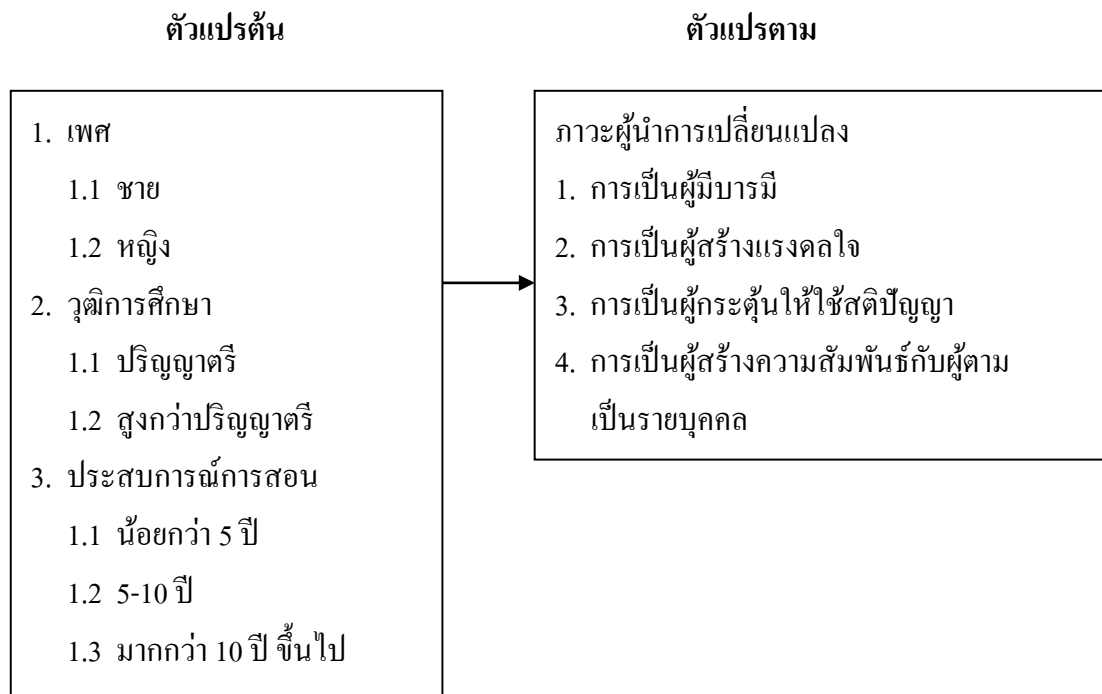 ตัวแปรต้น
1. เพศ
1.1 ชาย
1.2 หญิง
2. วุฒิการศึกษา
1.1 ปริญญาตรี
1.2 สูงกว่าปริญญาตรี
3. ประสบการณ์การสอน
1.1 น้อยกว่า 5 ปี
1.2 5-10 ปี
1.3 มากกว่า 10 ปี ขึ้นไป
ตัวแปรตาม
ภาวะผู้นำการเปลี่ยนแปลง
1. การเป็นผู้มีบารมี
2. การเป็นผู้สร้างแรงดลใจ
3. การเป็นผู้กระตุ้นให้ใช้สติปัญญา
4. การเป็นผู้สร้างความสัมพันธ์กับผู้ตาม
เป็นรายบุคคล